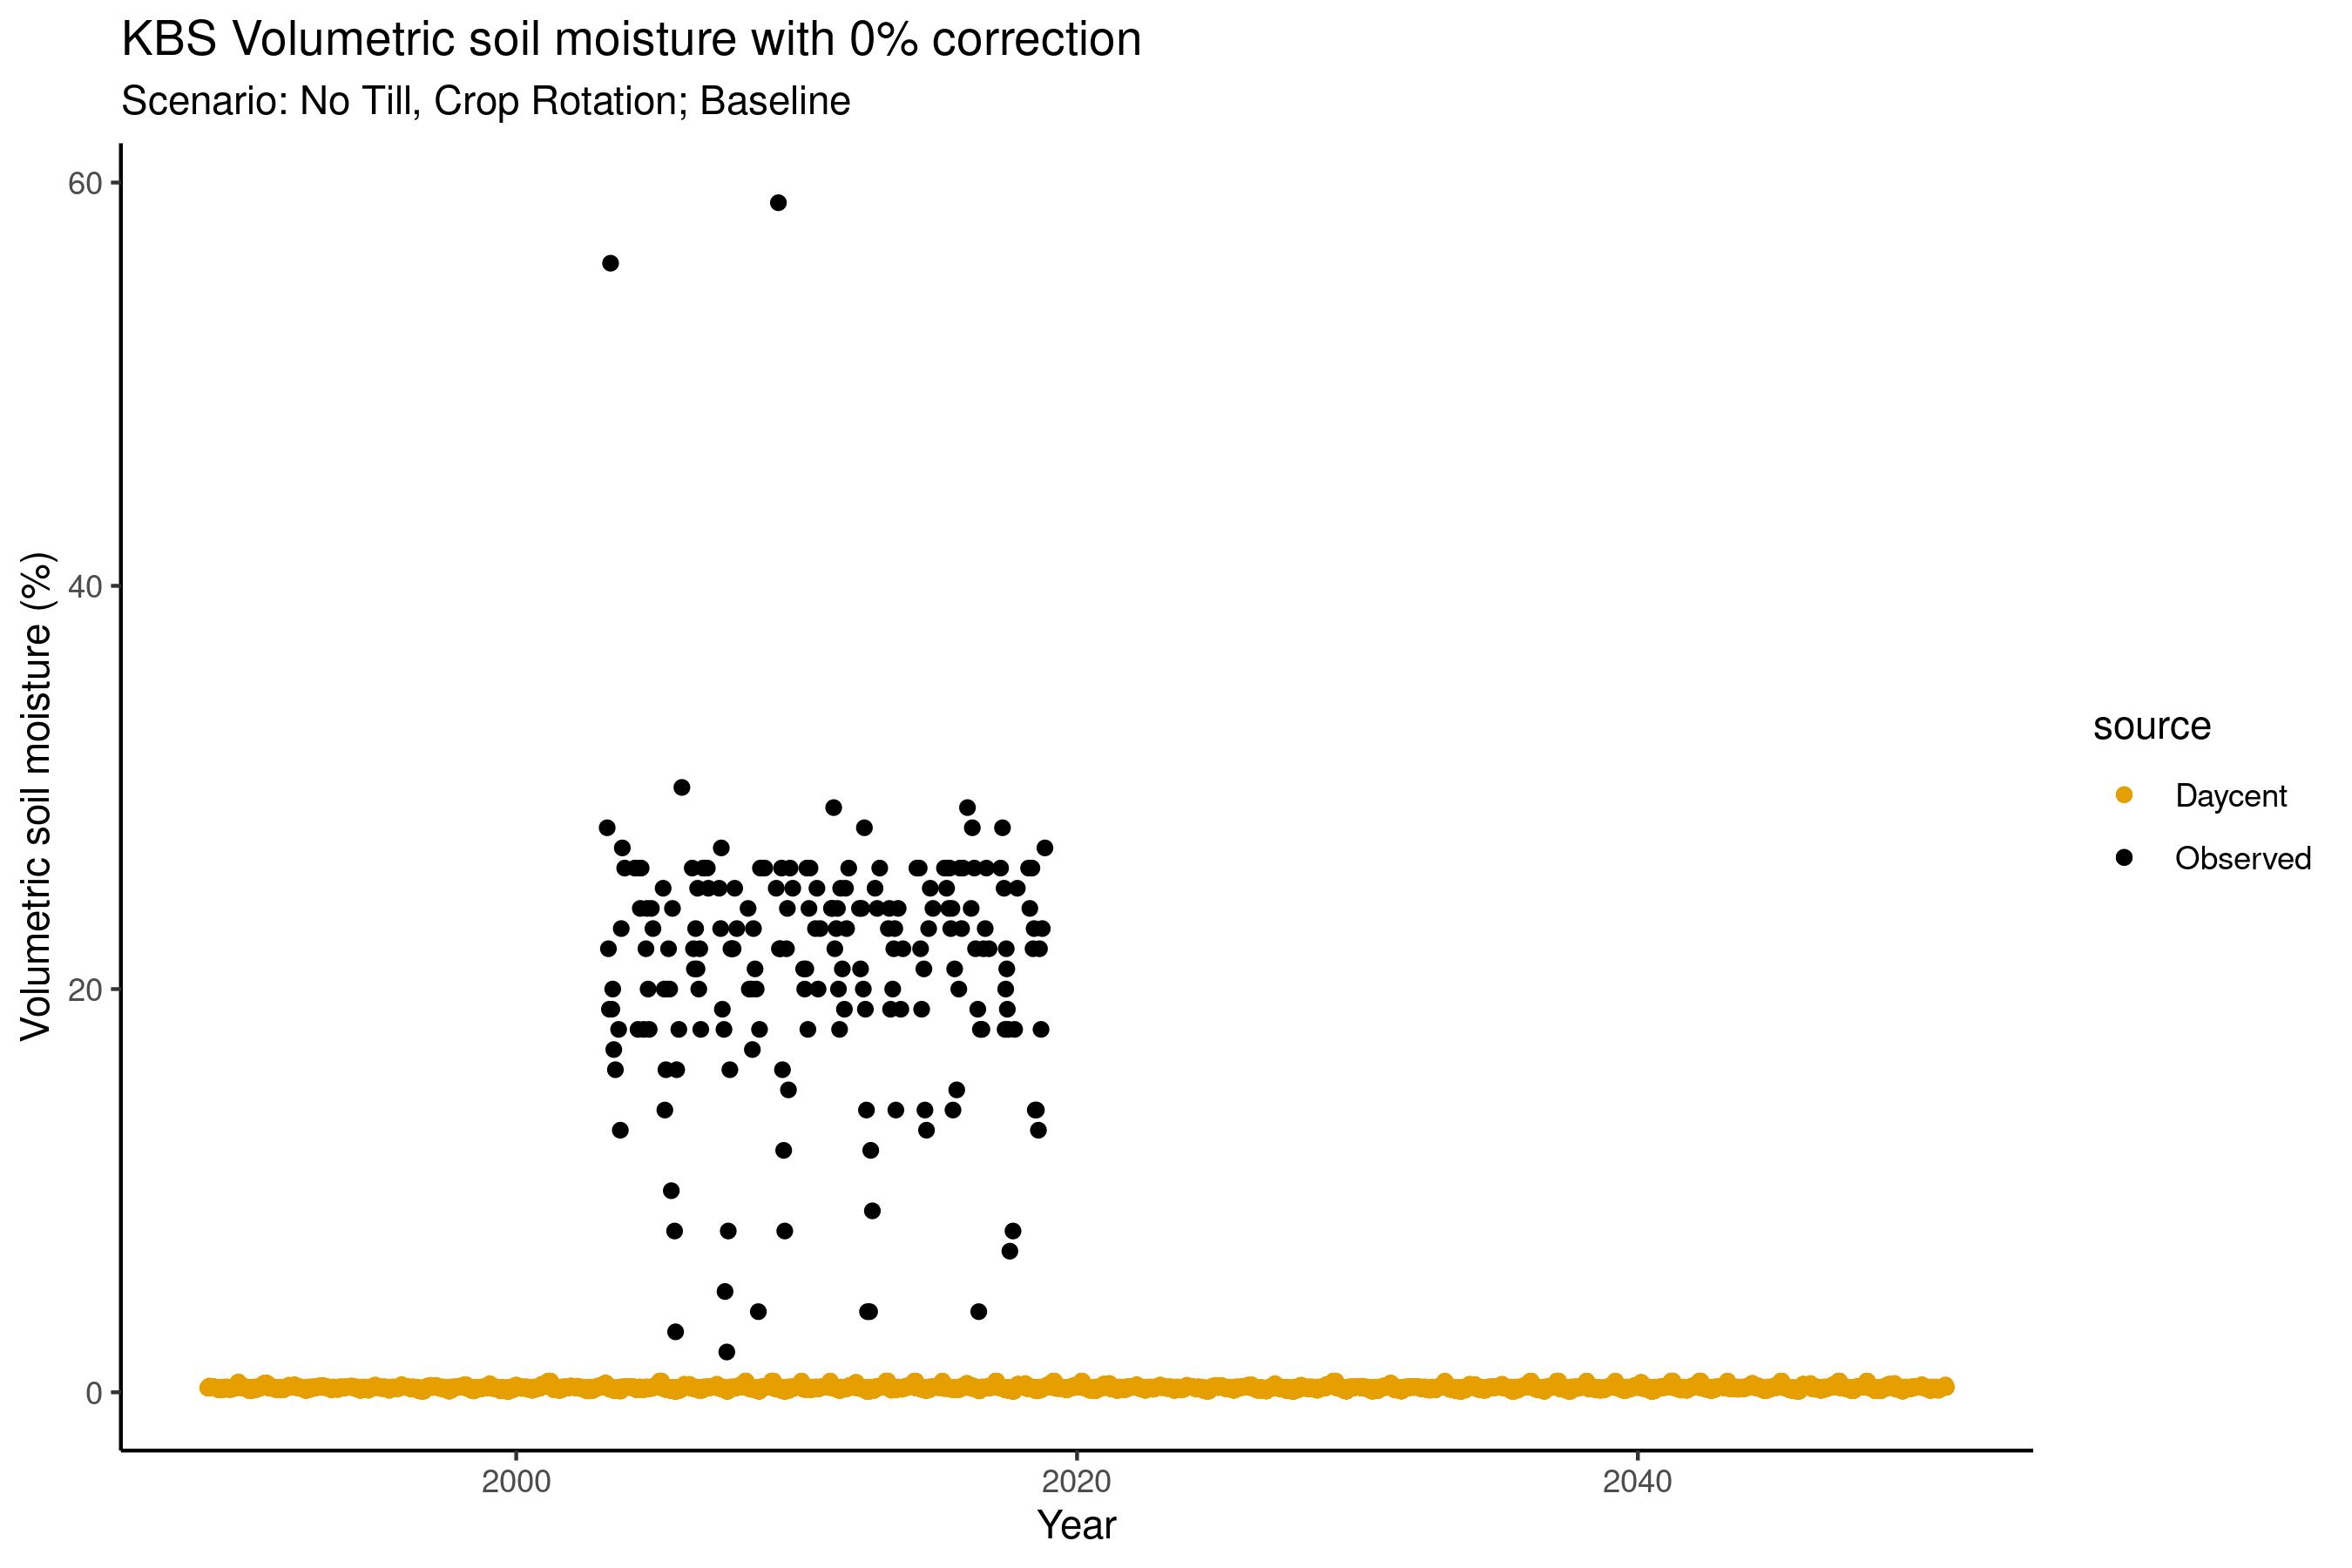 KBS Volumetric soil moisture with 0% correction
Scenario: No Till, Crop Rotation; Baseline
Volumetric soil moisture (%)
60
40
20
0
2000
2020
2040
Year
source
Daycent
Observed